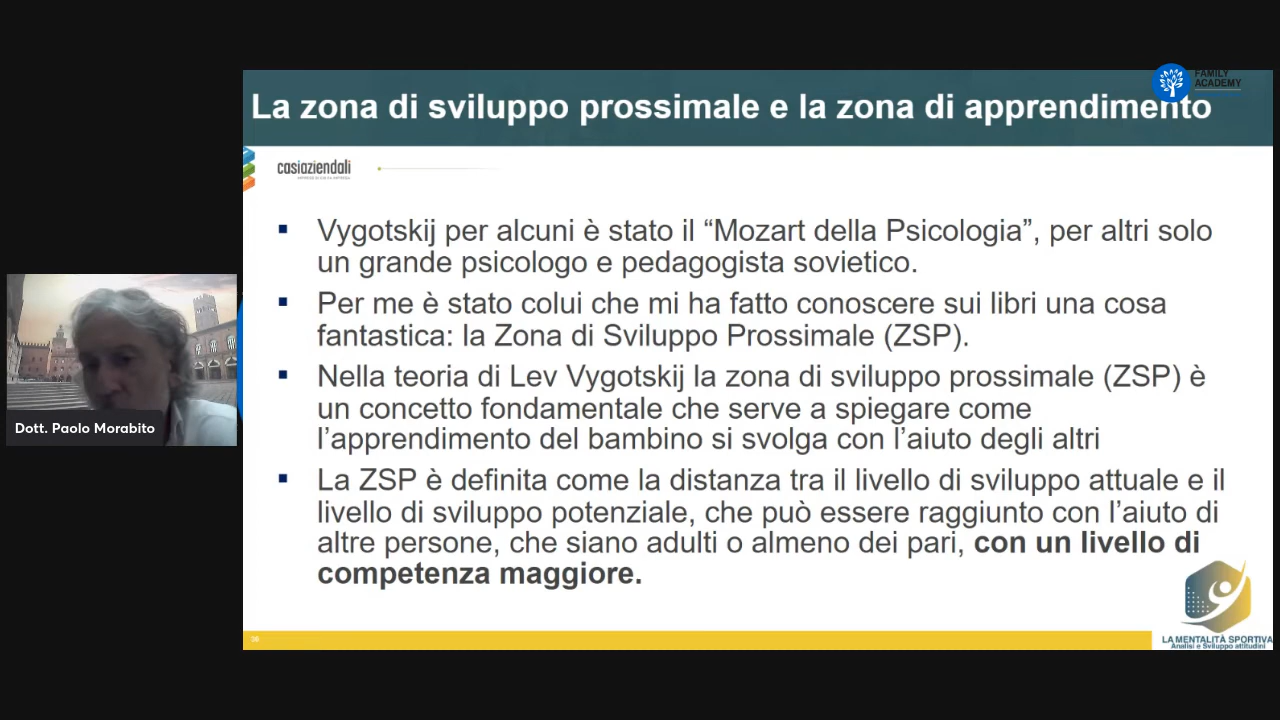 FAMILY
ACADEMY
La zona di sviluppo prossimale e la zona di apprendimento
casiaziendali
Vygotskij per alcuni è stato il “Mozart della Psicologia”, per altri solo
un grande psicologo e pedagogista sovietico.
Per me è stato colui che mi ha fatto conoscere sui libri una cosa
fantastica: la Zona di Sviluppo Prossimale (ZSP).
Nella teoria di Lev Vygotskij la zona di sviluppo prossimale (ZSP) è
un concetto fondamentale che serve a spiegare come
l’apprendimento del bambino si svolga con l’aiuto degli altri
La ZSP è definita come la distanza tra il livello di sviluppo attuale e il
livello di sviluppo potenziale, che può essere raggiunto con l’aiuto di
altre persone, che siano adulti o almeno dei pari, con un livello di
competenza maggiore.
Dott. Paolo Morabito
LA MENTALITÀ SPORTIVA
Analisi e Sviluppo attitudini